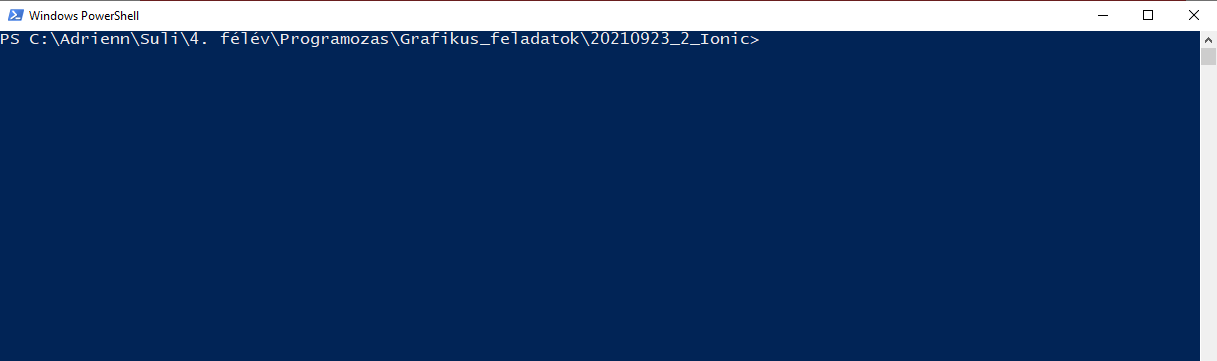 Windows PowerShell
PS C:\Adrienn\Suli\4. félév\Programozas\Grafikus_feladatok\20210923_2_Ionic>